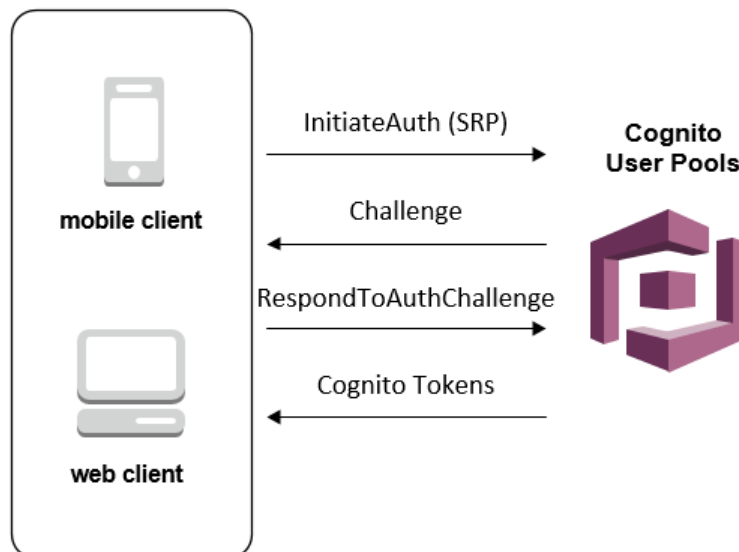 InitiateAuth (SRP)
Cognito
User Pools
mobile client
Challenge
RespondToAuthChallenge
Cognito Tokens
web client